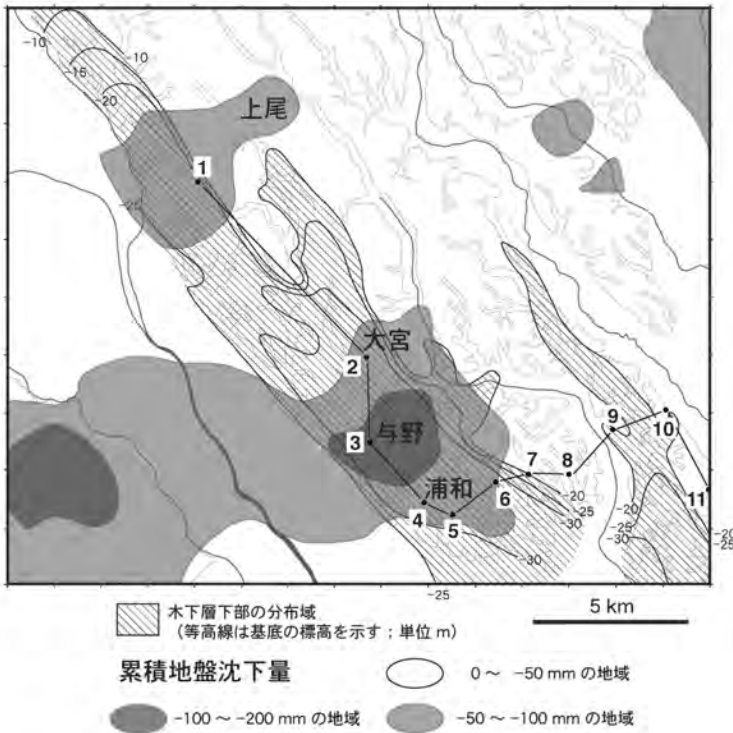 -10
-10
-15
-20
上尾
1
-25
大宮
2
与野
3
9
10
7
8
浦和
6
11
4
5
-20
-25
-30
-20
-25
-30
-30
-20
-25
-25
木下層下部の分布域
(等高線は基底の標高を示す；単位 m)
5 km
累積地盤沈下量
0 ～ -50 mm の地域
-100 ～ -200 mm の地域
-50 ～ -100 mm の地域